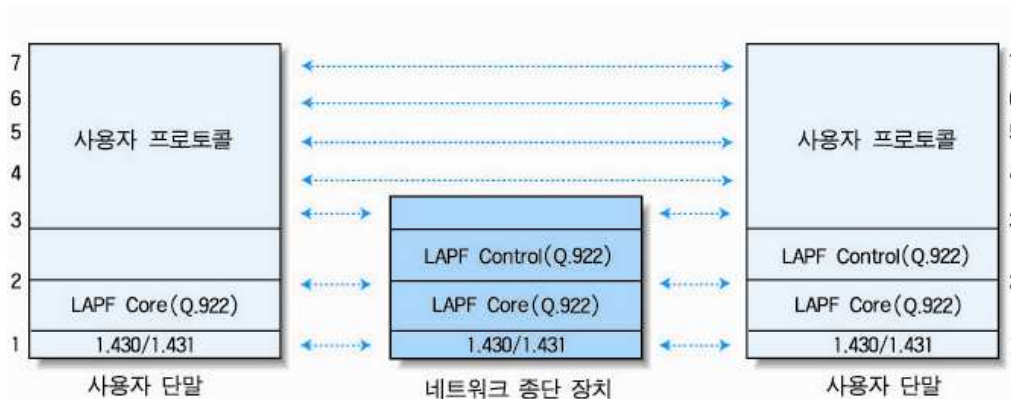 7
6
5
4
3
2
1
사용자 프로토콜
LAPF Core(Q.922)
1.430/1.431
사용자 단말
LAPF Control(Q.922)
LAPF Core(Q.922)
1.430/1.431
네트워크 종단 장치
사용자 프로토콜
LAPF Control(Q.922)
LAPF Core(Q.922)
1.430/1.431
사용자 단말